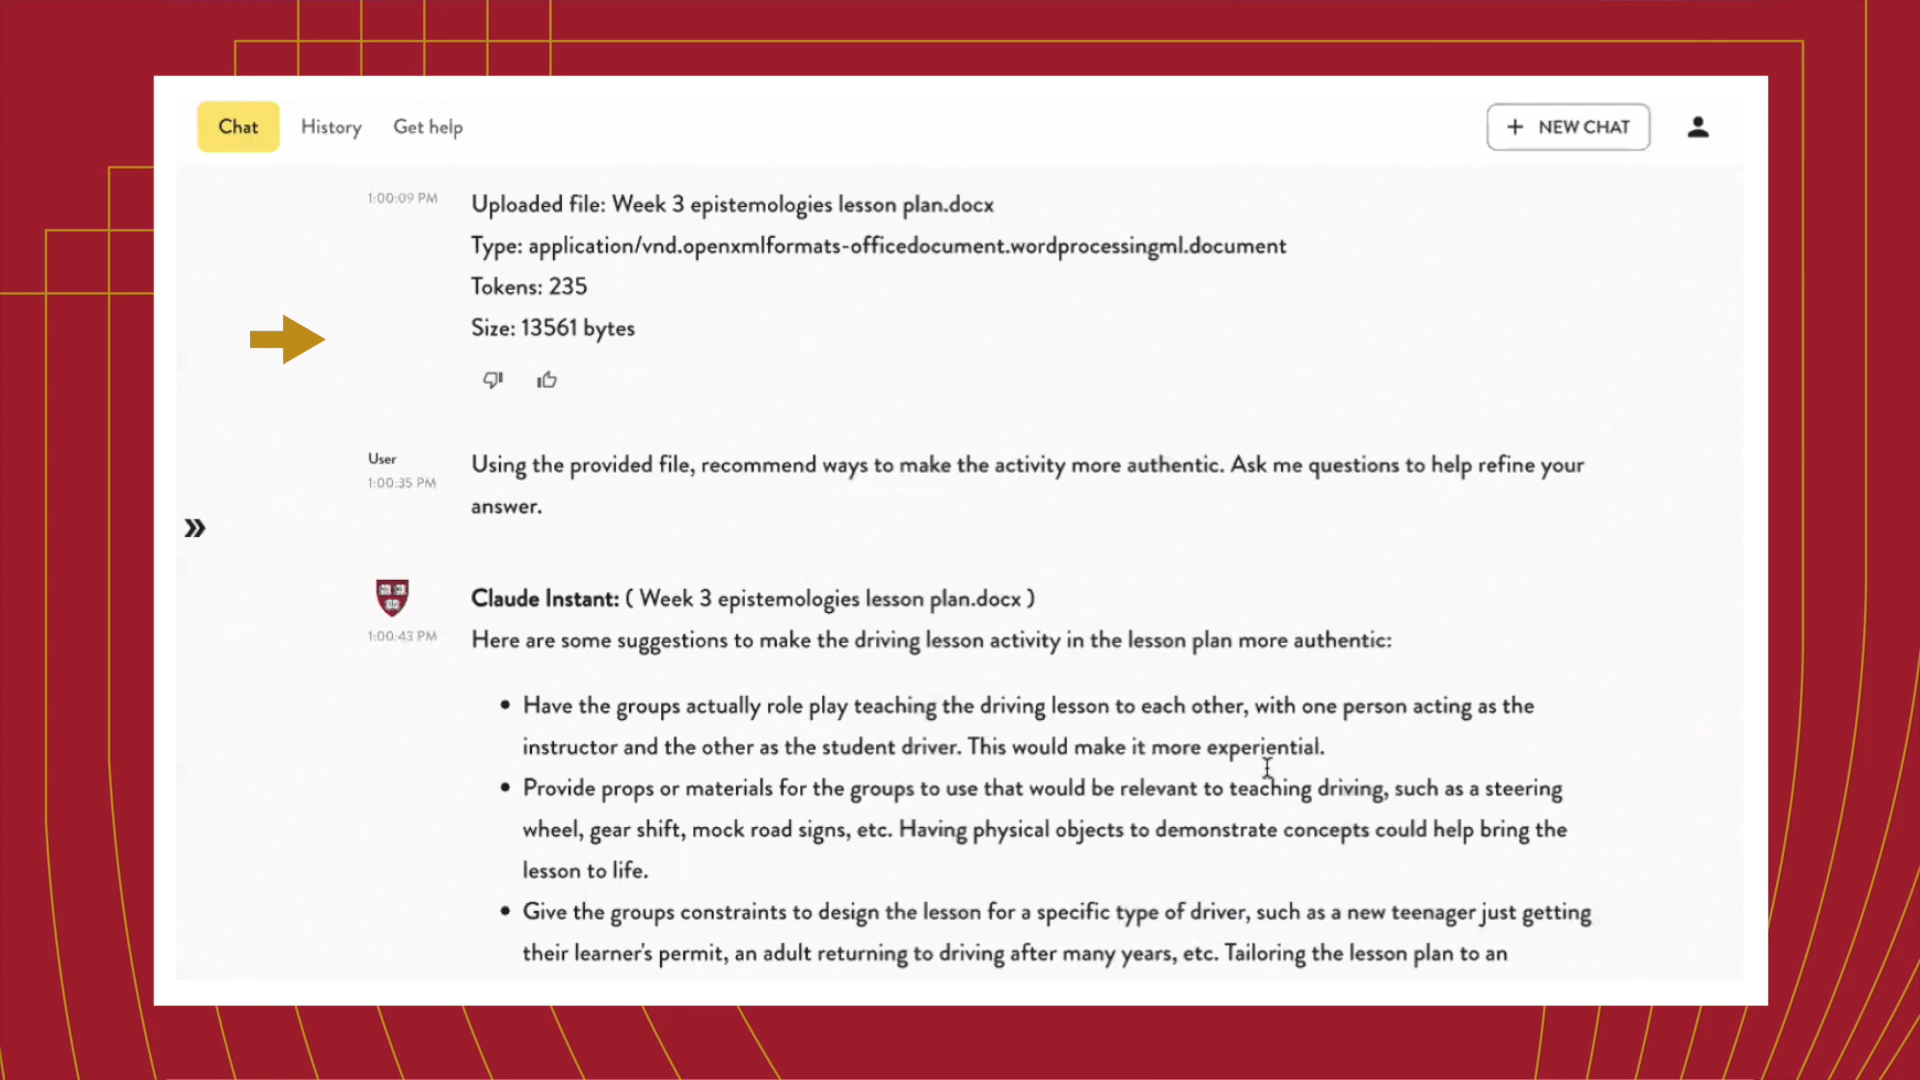 Chat History Get help + NEW CHAT
1:00:09 PM
Uploaded file: Week 3 epistemologies lesson plan.docx
Type: application/vnd.openxmlformats-officedocument.wordprocessingml.document
Tokens: 235
Size: 13561 bytes
User
1:00:35 PM
Using the provided file, recommend ways to make the activity more authentic. Ask me questions to help refine your
answer.
»
Claude Instant: ( Week 3 epistemologies lesson plan.docx )
1:00:43 PM
Here are some suggestions to make the driving lesson activity in the lesson plan more authentic:
• Have the groups actually role play teaching the driving lesson to each other, with one person acting as the
instructor and the other as the student driver. This would make it more experiential.
• Provide props or materials for the groups to use that would be relevant to teaching driving, such as a steering
wheel, gear shift, mock road signs, etc. Having physical objects to demonstrate concepts could help bring the
lesson to life.
• Give the groups constraints to design the lesson for a specific type of driver, such as a new teenager just getting
their learner's permit, an adult returning to driving after many years, etc. Tailoring the lesson plan to an